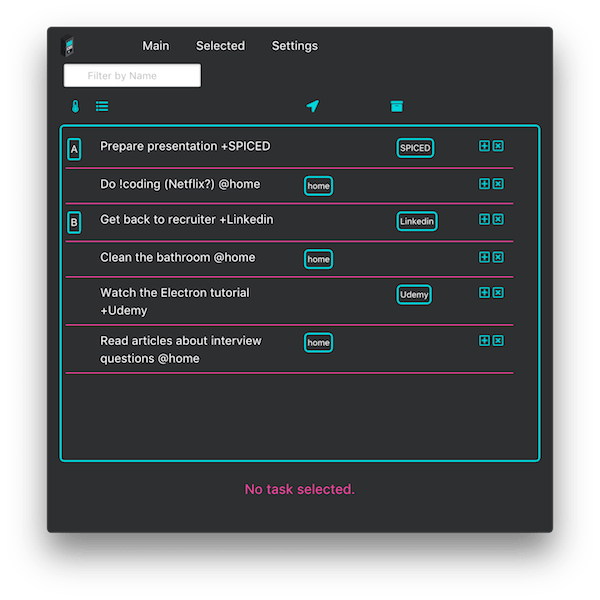 Main Selected Settings
Filter by Name
A Prepare presentation +SPICED SPICED
Do !coding (Netflix?) @home home
B Get back to recruiter +Linkedin Linkedin
Clean the bathroom @home home
Watch the Electron tutorial Udemy
+Udemy
Read articles about interview home
questions @home
No task selected.